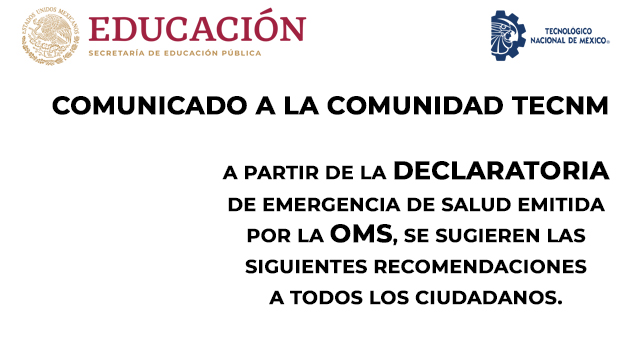 ESTADOS UNIDOS MEXICANOS
EDUCACIÓN
SECRETARÍA DE EDUCACIÓN PÚBLICA
TECNOLÓGICO
NACIONAL DE MÉXICO®
COMUNICADO A LA COMUNIDAD TECNM
A PARTIR DE LA DECLARATORIA
DE EMERGENCIA DE SALUD EMITIDA
POR LA OMS, SE SUGIEREN LAS
SIGUIENTES RECOMENDACIONES
A TODOS LOS CIUDADANOS.